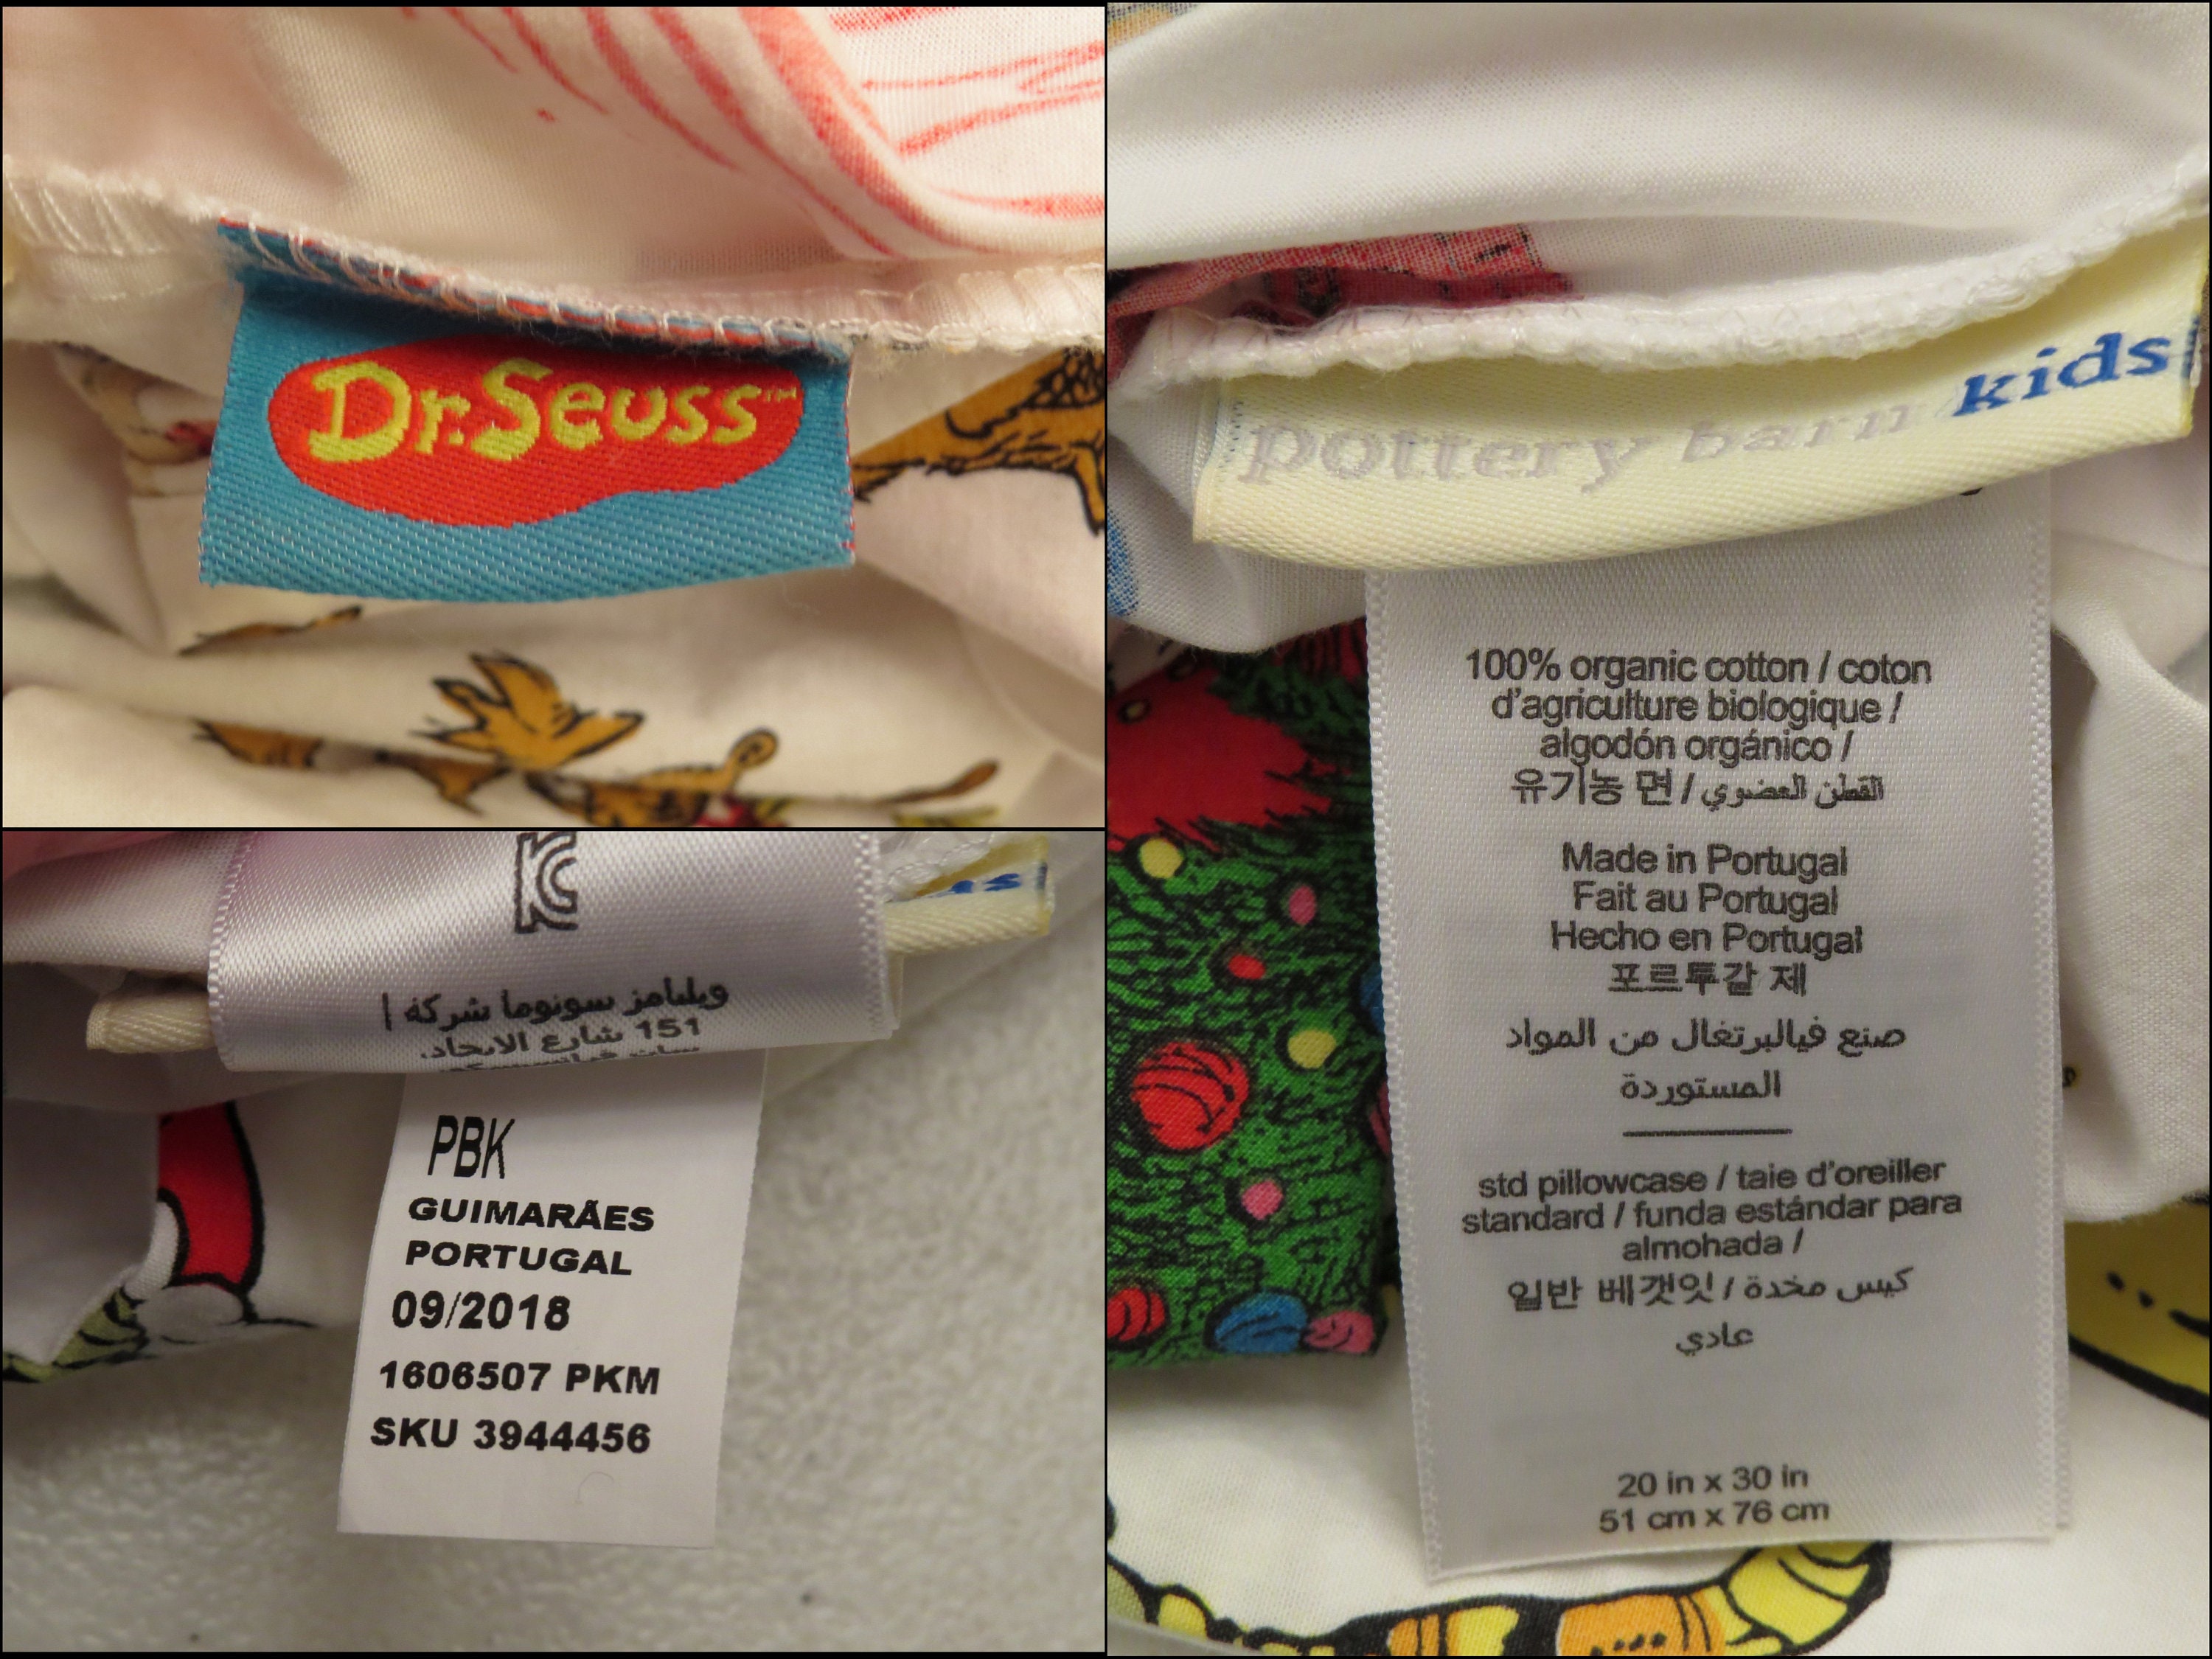 Dr. Seuss™
pottery barn kids
100% organic cotton / coton
d'agriculture biologique /
algodón orgánico /
유기농 면 / القطن العضوي
Made in Portugal
Fait au Portugal
Hecho en Portugal
포르투갈 제
صنع فيالبرتغال من المواد
المستوردة
std pillowcase / taie d'oreiller
standard / funda estándar para
almohada /
일반 베갯잇 / كيس مخدة
عادي
20 in x 30 in
51 cm x 76 cm
ويليامز سونوما شركة |
151 شارع الاتحاد،
PBK
GUIMARÃES
PORTUGAL
09/2018
1606507 PKM
SKU 3944456